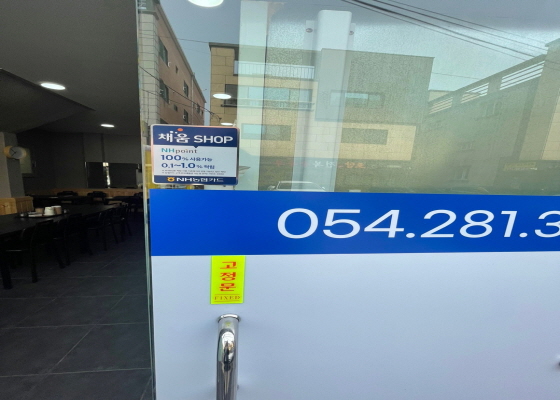 채움 SHOP
NHpoint
100% 사용가능
0.1~1.0% 적립
NH농협카드
054.281.3
고정문
FIXED